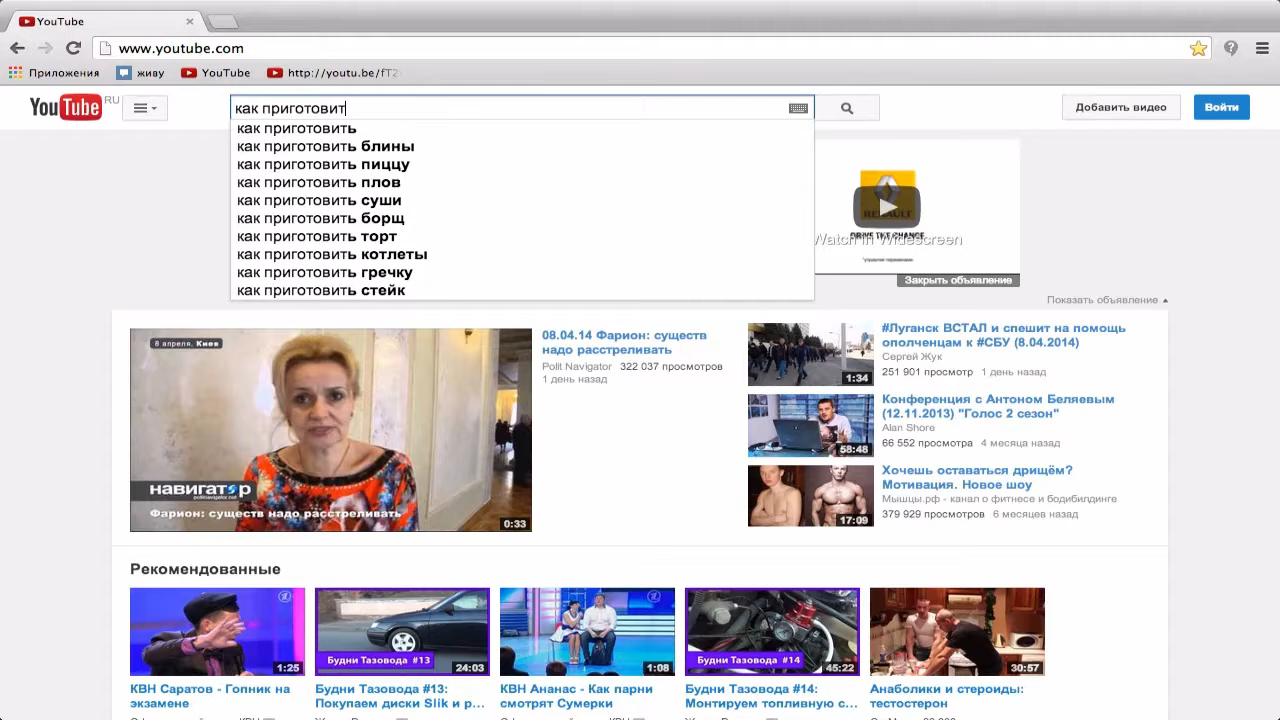 YouTube
www.youtube.com
Приложения
живу
YouTube
http://youtu.be/fT2
YouTube RU
как приготовит
Добавить видео
Войти
как приготовить
как приготовить блины
как приготовить пиццу
как приготовить плов
как приготовить суши
как приготовить борщ
как приготовить торт
как приготовить котлеты
как приготовить гречку
как приготовить стейк
RENAULT
DRIVE THE CHANGE
Watch in Widescreen
Закрыть объявление
Показать объявление
8 апреля, Киев
навигатор
politnavigator.net
Фарион: существ надо расстреливать
0:33
08.04.14 Фарион: существ
надо расстреливать
Polit Navigator 322 037 просмотров
1 день назад
1:34
#Луганск ВСТАЛ и спешит на помощь
ополченцам к #СБУ (8.04.2014)
Сергей Жук
251 901 просмотр 1 день назад
58:48
Конференция с Антоном Беляевым
(12.11.2013) "Голос 2 сезон"
Alan Shore
66 552 просмотра 4 месяца назад
17:09
Хочешь оставаться дрищём?
Мотивация. Новое шоу
Мышцы.рф - канал о фитнесе и бодибилдинге
379 929 просмотров 6 месяцев назад
Рекомендованные
1:25
КВН Саратов - Гопник на
экзамене
Будни Тазовода #13
24:03
Будни Тазовода #13:
Покупаем диски Slik и р...
1:08
КВН Ананас - Как парни
смотрят Сумерки
Будни Тазовода #14
45:22
Будни Тазовода #14:
Монтируем топливную с...
30:57
Анаболики и стероиды:
тестостерон